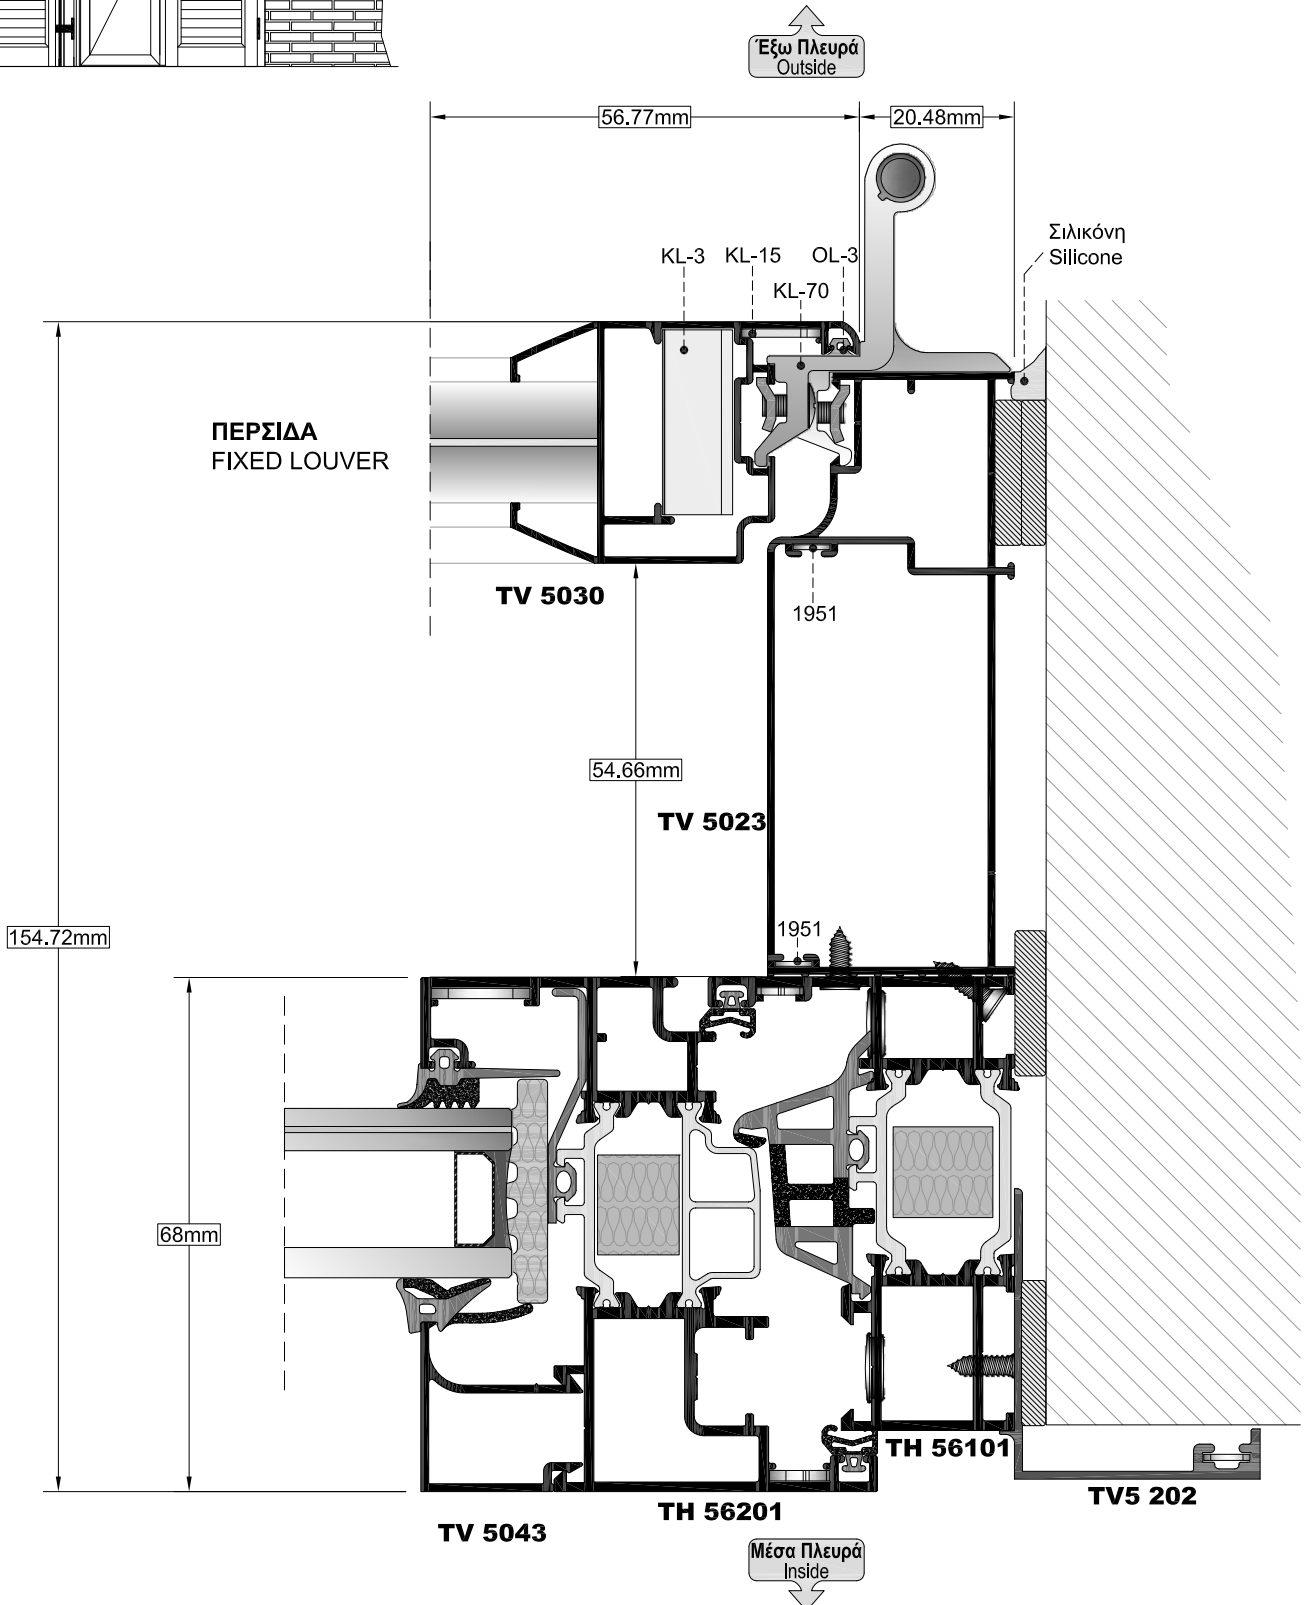 Έξω Πλευρά
Outside
56.77mm
20.48mm
Σιλικόνη
Silicone
KL-3
KL-15
OL-3
KL-70
ΠΕΡΣΙΔΑ
FIXED LOUVER
TV 5030
1951
54.66mm
TV 5023
154.72mm
1951
68mm
TH 56101
TV5 202
TH 56201
TV 5043
Μέσα Πλευρά
Inside